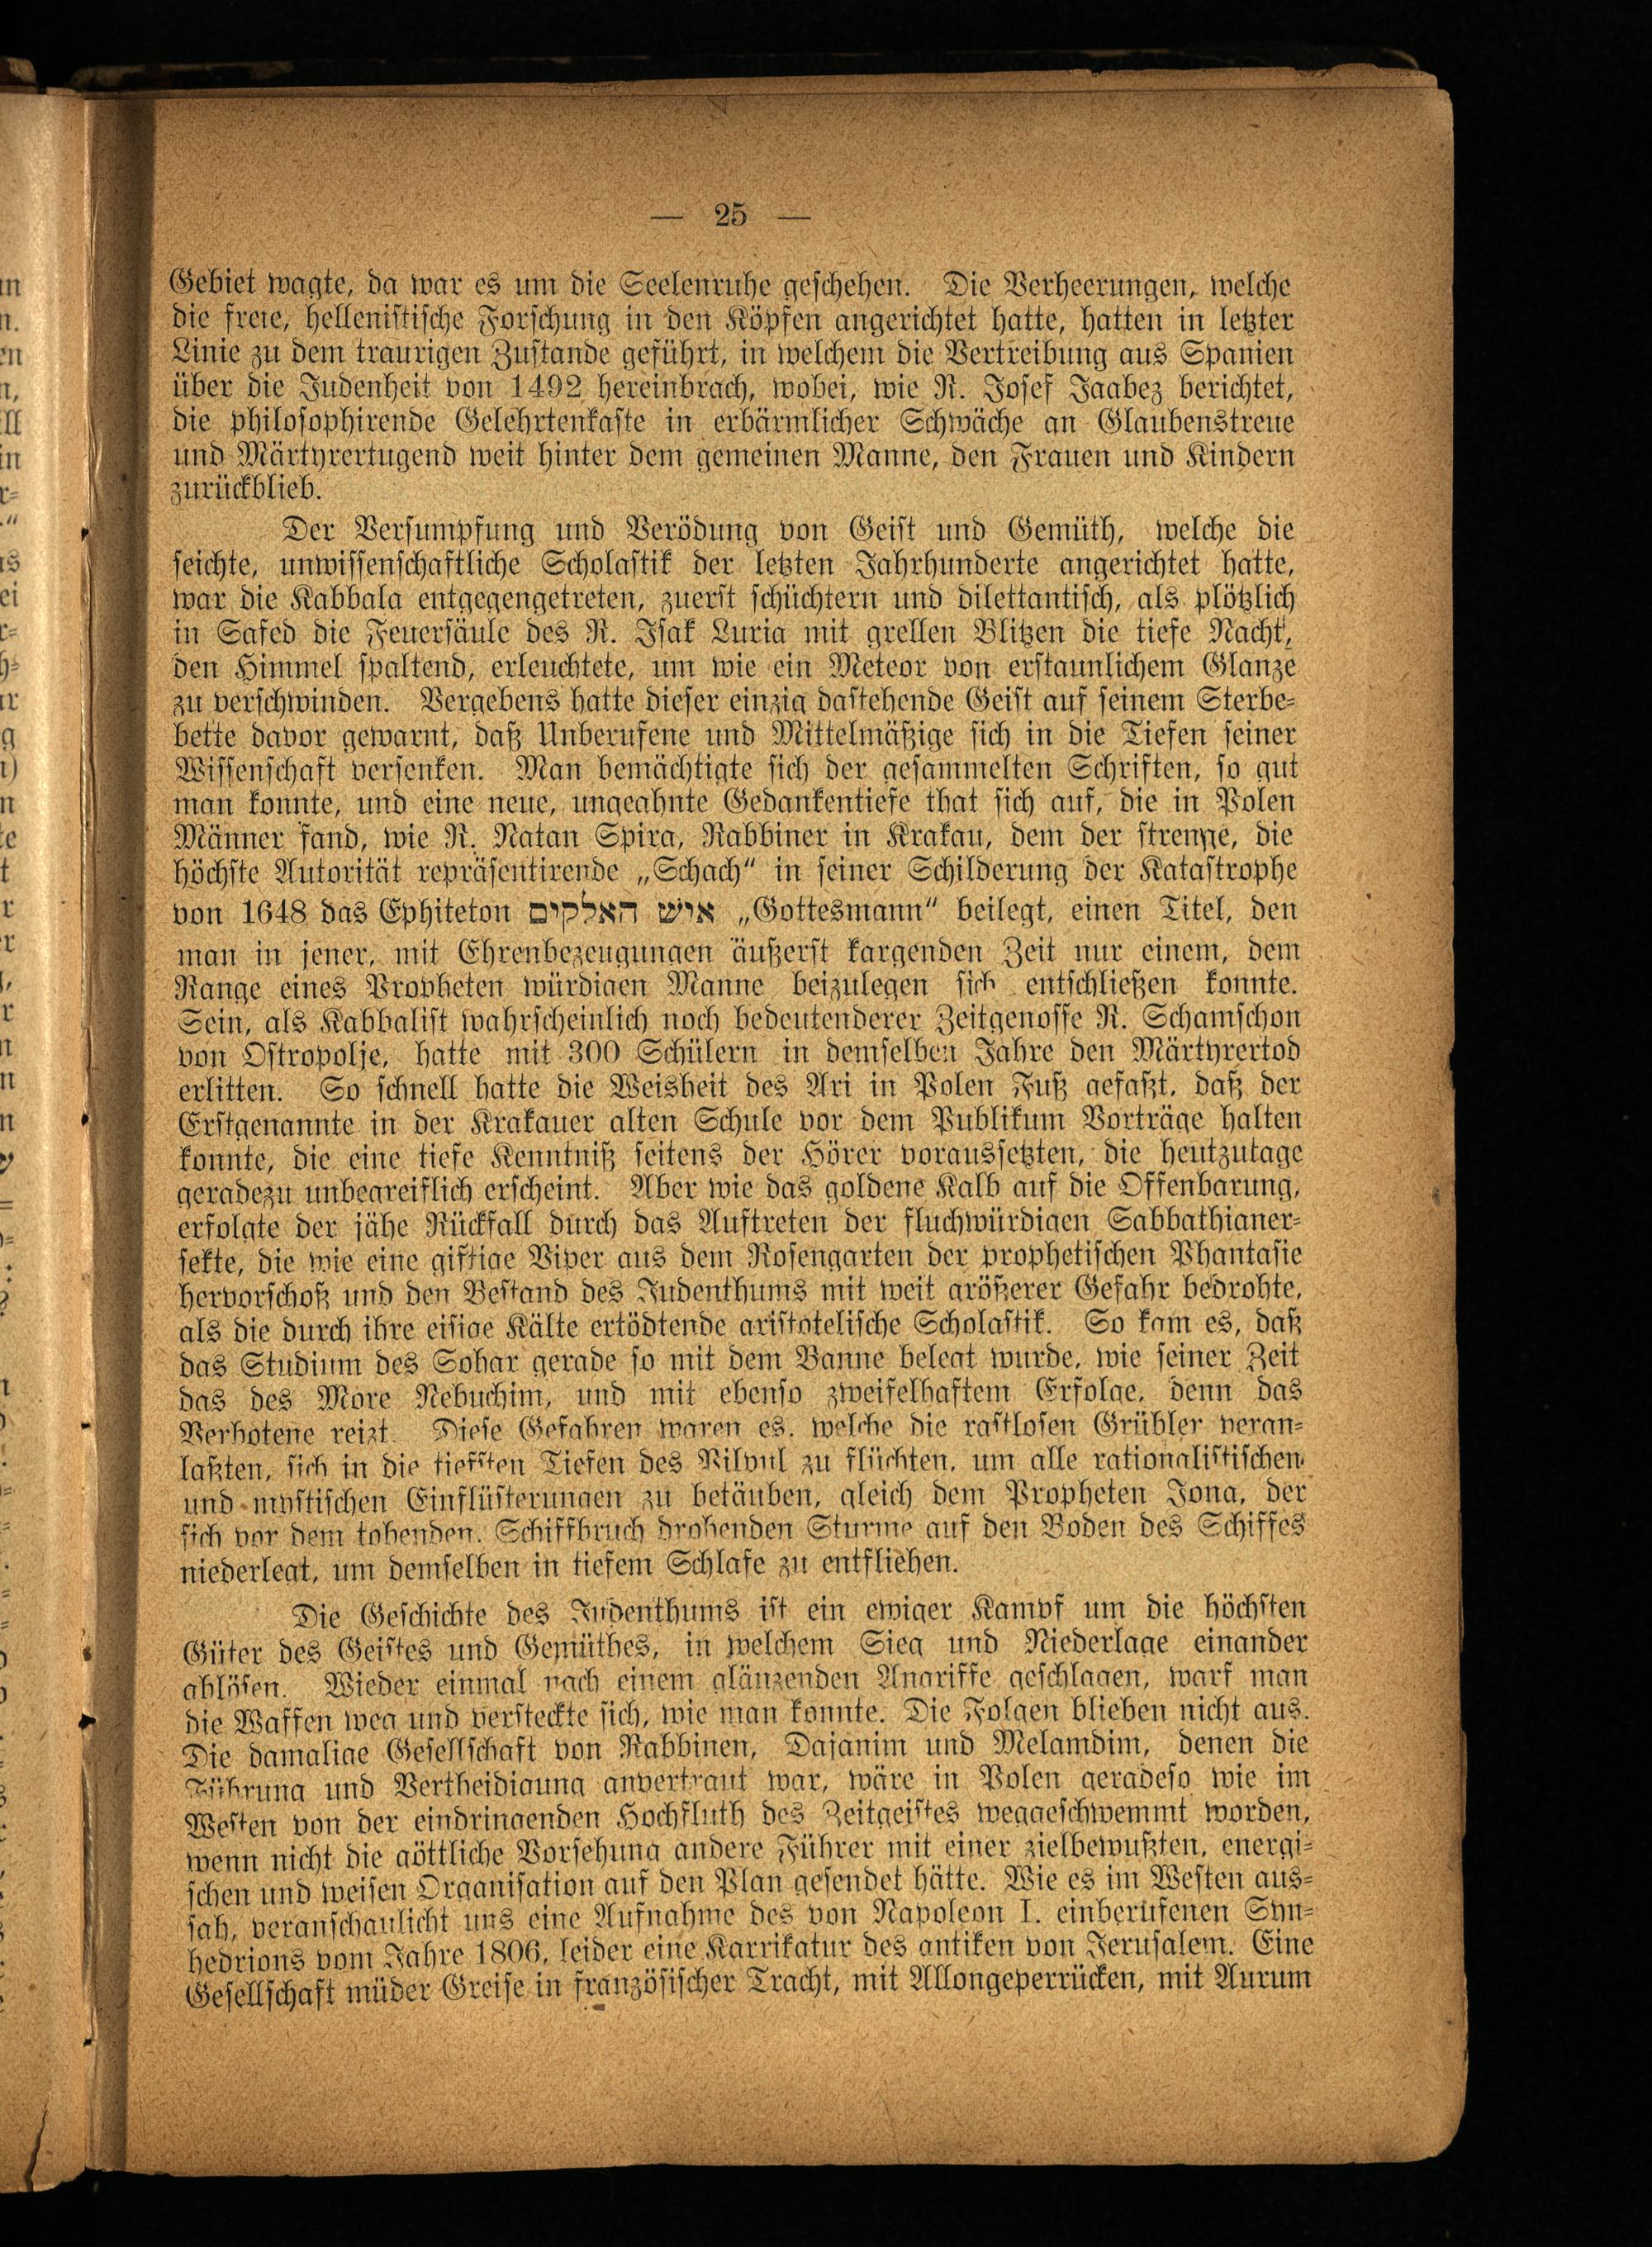 — 25 —
Gebiet wagte, da war es um die Seelenruhe geschehen. Die Verheerungen, welche
die freie, hellenistische Forschung in den Köpfen angerichtet hatte, hatten in letzter
Linie zu dem traurigen Zustande geführt, in welchem die Vertreibung aus Spanien
über die Judenheit von 1492 hereinbrach, wobei, wie R. Josef Jaabez berichtet,
die philosophirende Gelehrtenkaste in erbärmlicher Schwäche an Glaubenstreue
und Märtyrertugend weit hinter dem gemeinen Manne, den Frauen und Kindern
zurückblieb.
Der Versumpfung und Verödung von Geist und Gemüth, welche die
seichte, unwissenschaftliche Scholastik der letzten Jahrhunderte angerichtet hatte,
war die Kabbala entgegengetreten, zuerst schüchtern und dilettantisch, als plötzlich
in Safed die Feuersäule des R. Isak Luria mit grellen Blitzen die tiefe Nacht,
den Himmel spaltend, erleuchtete, um wie ein Meteor von erstaunlichem Glanze
zu verschwinden. Vergebens hatte dieser einzig dastehende Geist auf seinem Sterbe-
bette davor gewarnt, daß Unberufene und Mittelmäßige sich in die Tiefen seiner
Wissenschaft versenken. Man bemächtigte sich der gesammelten Schriften, so gut
man konnte, und eine neue, ungeahnte Gedankentiefe that sich auf, die in Polen
Männer fand, wie R. Natan Spira, Rabbiner in Krakau, dem der strenge, die
höchste Autorität repräsentirende „Schach“ in seiner Schilderung der Katastrophe
von 1648 das Ephiteton איש האלקים „Gottesmann“ beilegt, einen Titel, den
man in jener, mit Ehrenbezeugungen äußerst kargenden Zeit nur einem, dem
Range eines Propheten würdigen Manne beizulegen sich entschließen konnte.
Sein, als Kabbalist wahrscheinlich noch bedeutenderer Zeitgenosse R. Schamschon
von Ostropolje, hatte mit 300 Schülern in demselben Jahre den Märtyrertod
erlitten. So schnell hatte die Weisheit des Ari in Polen Fuß gefaßt, daß der
Erstgenannte in der Krakauer alten Schule vor dem Publikum Vorträge halten
konnte, die eine tiefe Kenntniß seitens der Hörer voraussetzten, die heutzutage
geradezu unbegreiflich erscheint. Aber wie das goldene Kalb auf die Offenbarung,
erfolgte der jähe Rückfall durch das Auftreten der fluchwürdigen Sabbathianer-
sekte, die wie eine giftige Viper aus dem Rosengarten der prophetischen Phantasie
hervorschoß und den Bestand des Judenthums mit weit größerer Gefahr bedrohte,
als die durch ihre eisige Kälte ertödtende aristotelische Scholastik. So kam es, daß
das Studium des Sohar gerade so mit dem Banne belegt wurde, wie seiner Zeit
das des More Nebuchim, und mit ebenso zweifelhaftem Erfolge, denn das
Verbotene reizt. Diese Gefahren waren es, welche die rastlosen Grübler veran-
laßten, sich in die tiefsten Tiefen des Pilpul zu flüchten, um alle rationalistischen
und mystischen Einflüsterungen zu betäuben, gleich dem Propheten Jona, der
sich vor dem tobenden, Schiffbruch drohenden Sturme auf den Boden des Schiffes
niederlegt, um demselben in tiefem Schlafe zu entfliehen.
Die Geschichte des Judenthums ist ein ewiger Kampf um die höchsten
Güter des Geistes und Gemüthes, in welchem Sieg und Niederlage einander
ablösen. Wieder einmal nach einem glänzenden Angriffe geschlagen, warf man
die Waffen weg und versteckte sich, wie man konnte. Die Folgen blieben nicht aus.
Die damalige Gesellschaft von Rabbinen, Dajanim und Melamdim, denen die
Führung und Vertheidigung anvertraut war, wäre in Polen geradeso wie im
Westen von der eindringenden Hochfluth des Zeitgeistes weggeschwemmt worden,
wenn nicht die göttliche Vorsehung andere Führer mit einer zielbewußten, energi-
schen und weisen Organisation auf den Plan gesendet hätte. Wie es im Westen aus-
sah, veranschaulicht uns eine Aufnahme des von Napoleon I. einberufenen Syn-
hedrions vom Jahre 1806, leider eine Karrikatur des antiken von Jerusalem. Eine
Gesellschaft müder Greise in französischer Tracht, mit Allongeperrücken, mit Aurum